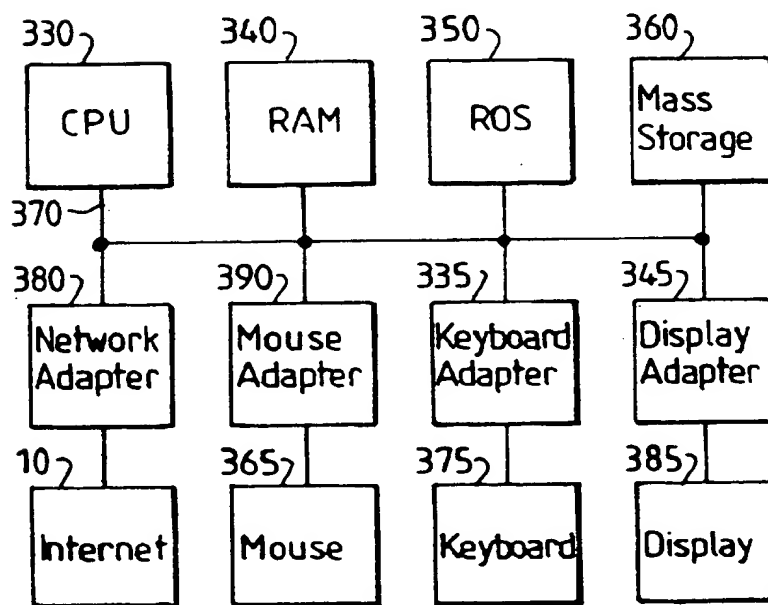 330 340 350 360
CPU RAM ROS Mass
Storage
370
380 390 335 345
Network Mouse Keyboard Display
Adapter Adapter Adapter Adapter
10 365 375 385
Internet Mouse Keyboard Display